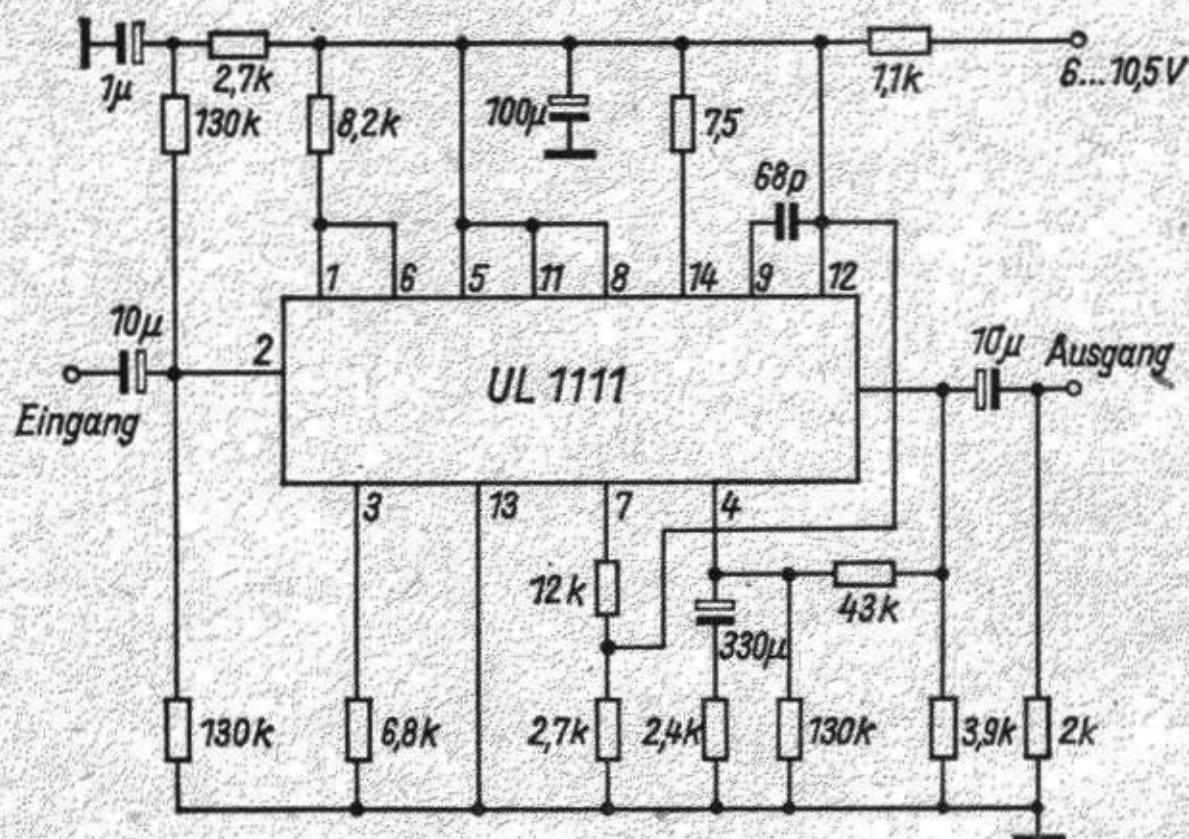 1µ
2,7k
1,1k
6...10,5V
130k
8,2k
100µ
7,5
68p
1
6
5
11
8
14
9
12
10µ
2
UL 1111
10µ
Ausgang
Eingang
3
13
7
4
12k
43k
330µ
130k
6,8k
2,7k
2,4k
130k
3,9k
2k